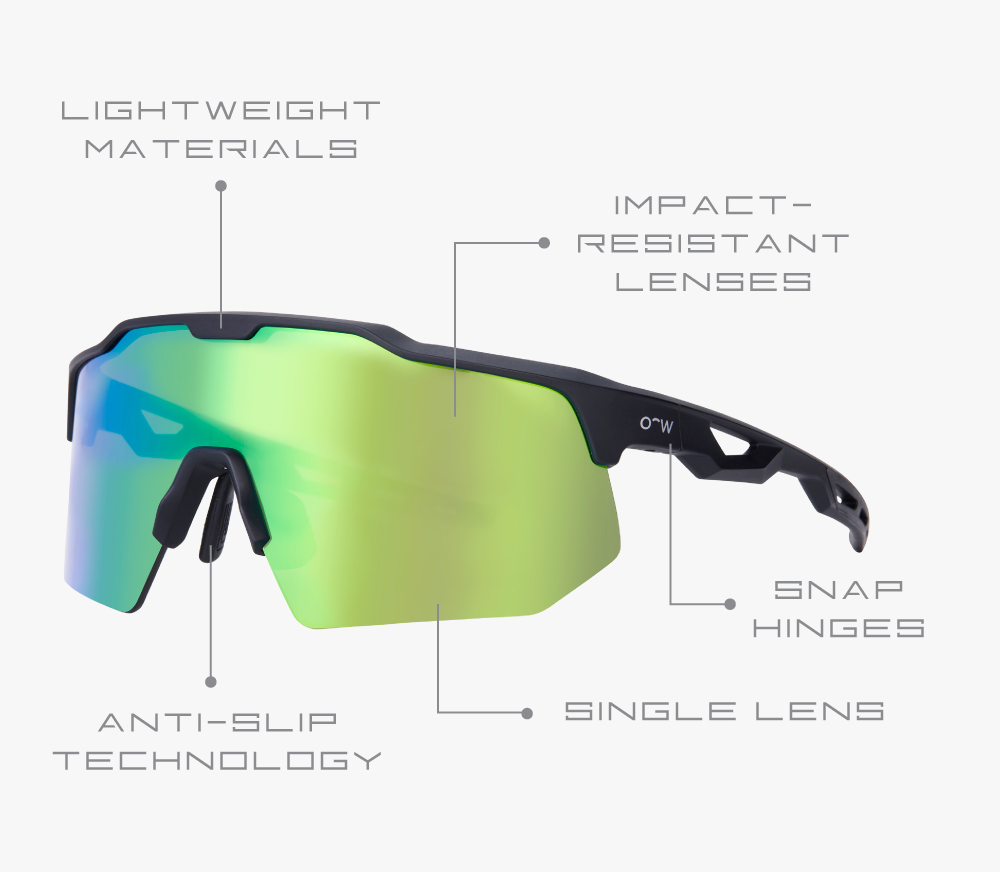 LIGHTWEIGHT
MATERIALS
IMPACT-
RESISTANT
LENSES
O~W
SNAP
HINGES
SINGLE LENS
ANTI-SLIP
TECHNOLOGY